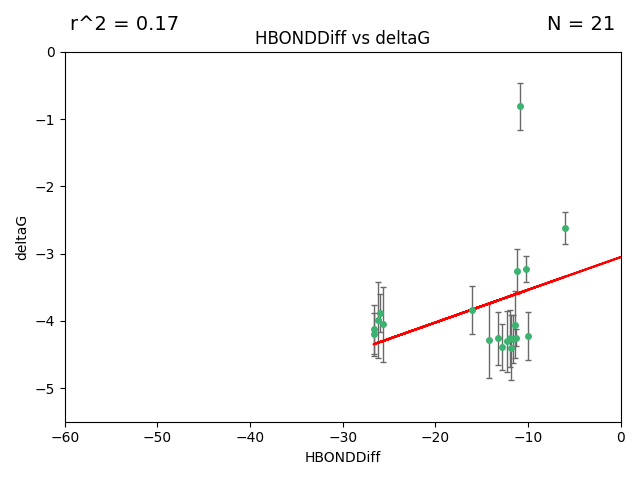 r^2 = 0.17
N = 21
HBONDDiff vs deltaG
0
−1
−2
−3
−4
−5
deltaG
−60
−50
−40
−30
−20
−10
0
HBONDDiff